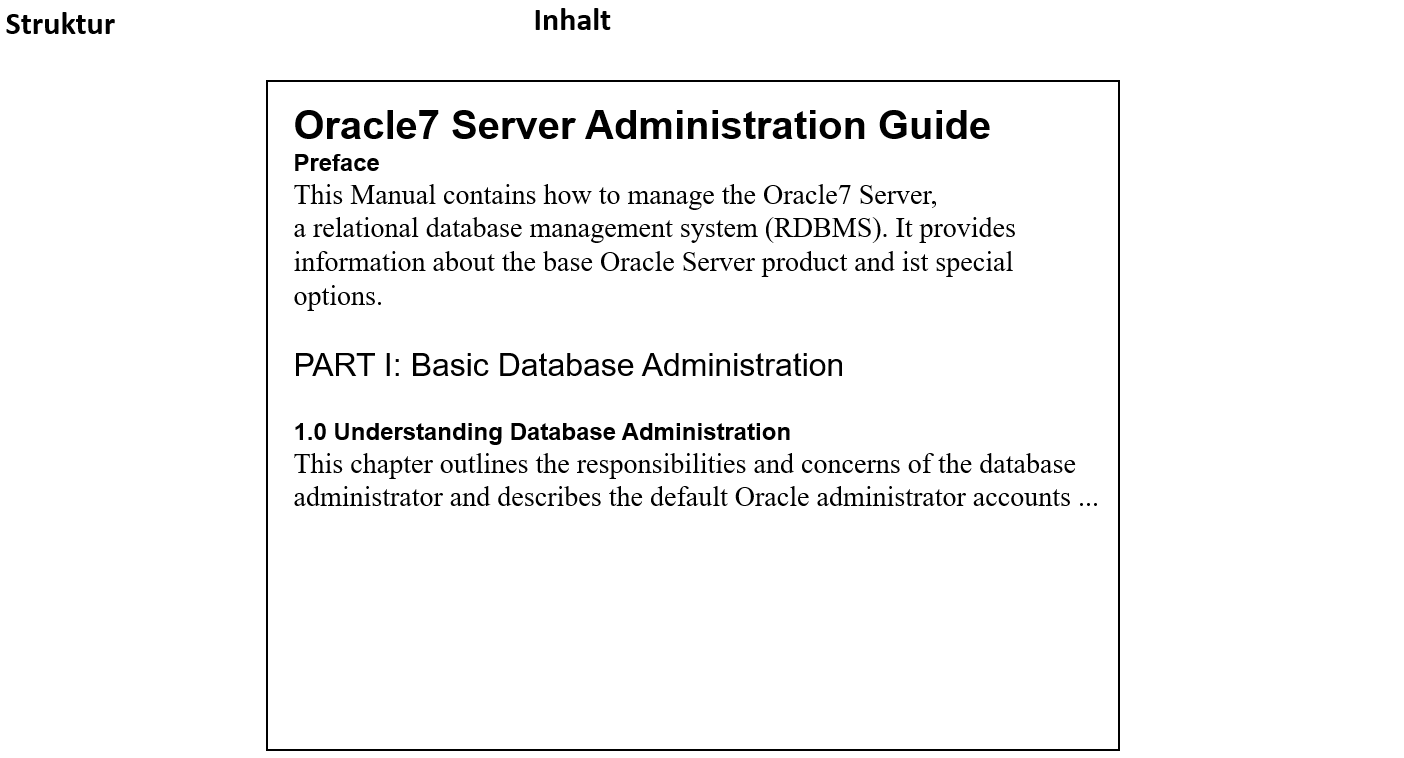 Struktur
Inhalt
Oracle7 Server Administration Guide
Preface
This Manual contains how to manage the Oracle7 Server,
a relational database management system (RDBMS). It provides
information about the base Oracle Server product and ist special
options.
PART I: Basic Database Administration
1.0 Understanding Database Administration
This chapter outlines the responsibilities and concerns of the database
administrator and describes the default Oracle administrator accounts ...